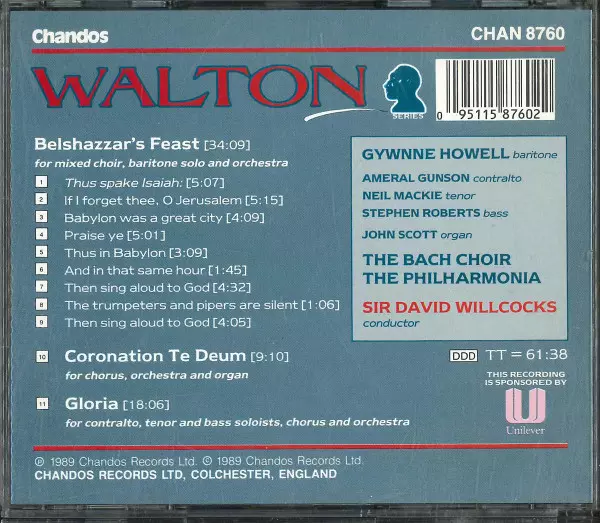 Chandos
CHAN 8760
WALTON
SERIES
0 95115 87602
Belshazzar's Feast [34:09]
for mixed choir, baritone solo and orchestra
1 Thus spake Isaiah: [5:07]
2 If I forget thee, O Jerusalem [5:15]
3 Babylon was a great city [4:09]
4 Praise ye [5:01]
5 Thus in Babylon [3:09]
6 And in that same hour [1:45]
7 Then sing aloud to God [4:32]
8 The trumpeters and pipers are silent [1:06]
9 Then sing aloud to God [4:05]
10 Coronation Te Deum [9:10]
for chorus, orchestra and organ
11 Gloria [18:06]
for contralto, tenor and bass soloists, chorus and orchestra
GYWNNE HOWELL baritone
AMERAL GUNSON contralto
NEIL MACKIE tenor
STEPHEN ROBERTS bass
JOHN SCOTT organ
THE BACH CHOIR
THE PHILHARMONIA
SIR DAVID WILLCOCKS
conductor
DDD TT = 61:38
THIS RECORDING
IS SPONSORED BY
Unilever
℗ 1989 Chandos Records Ltd. © 1989 Chandos Records Ltd.
CHANDOS RECORDS LTD, COLCHESTER, ENGLAND